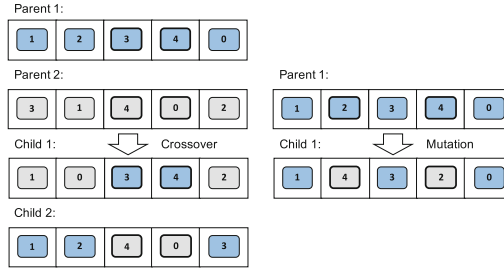 Parent 1:
1 2 3 4 0
Parent 2:
3 1 4 0 2
Child 1:
Crossover
1 0 3 4 2
Child 2:
1 2 4 0 3
Parent 1:
1 2 3 4 0
Child 1:
Mutation
1 4 3 2 0